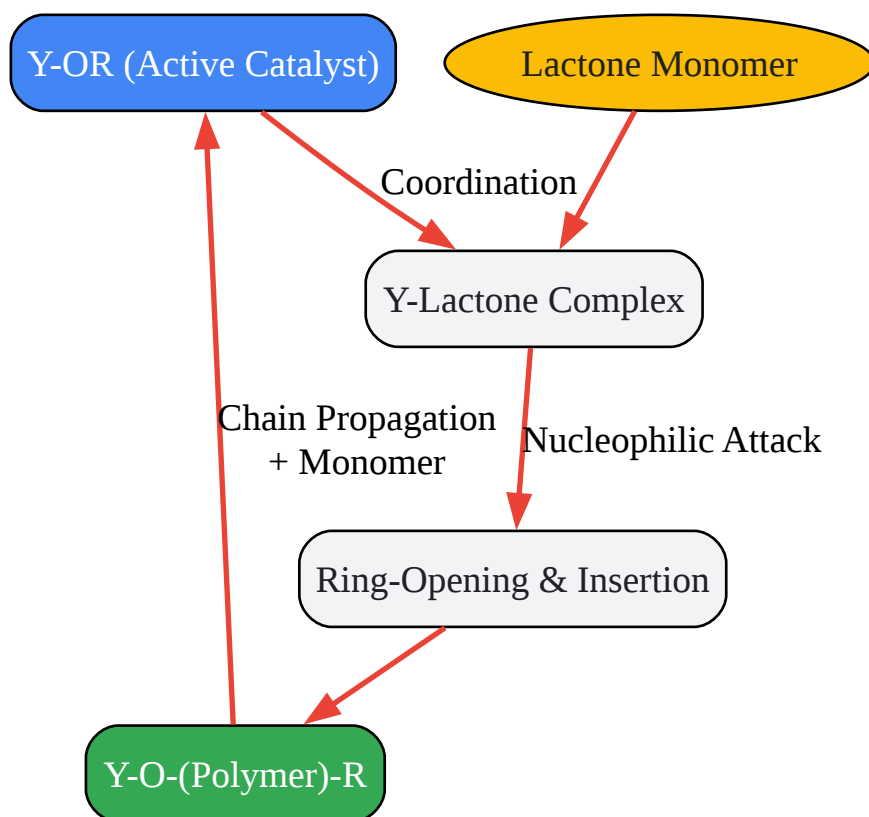 Y-OR (Active Catalyst)
Lactone Monomer
Coordination
Y-Lactone Complex
Chain Propagation
+ Monomer
Nucleophilic Attack
Ring-Opening & Insertion
Y-O-(Polymer)-R